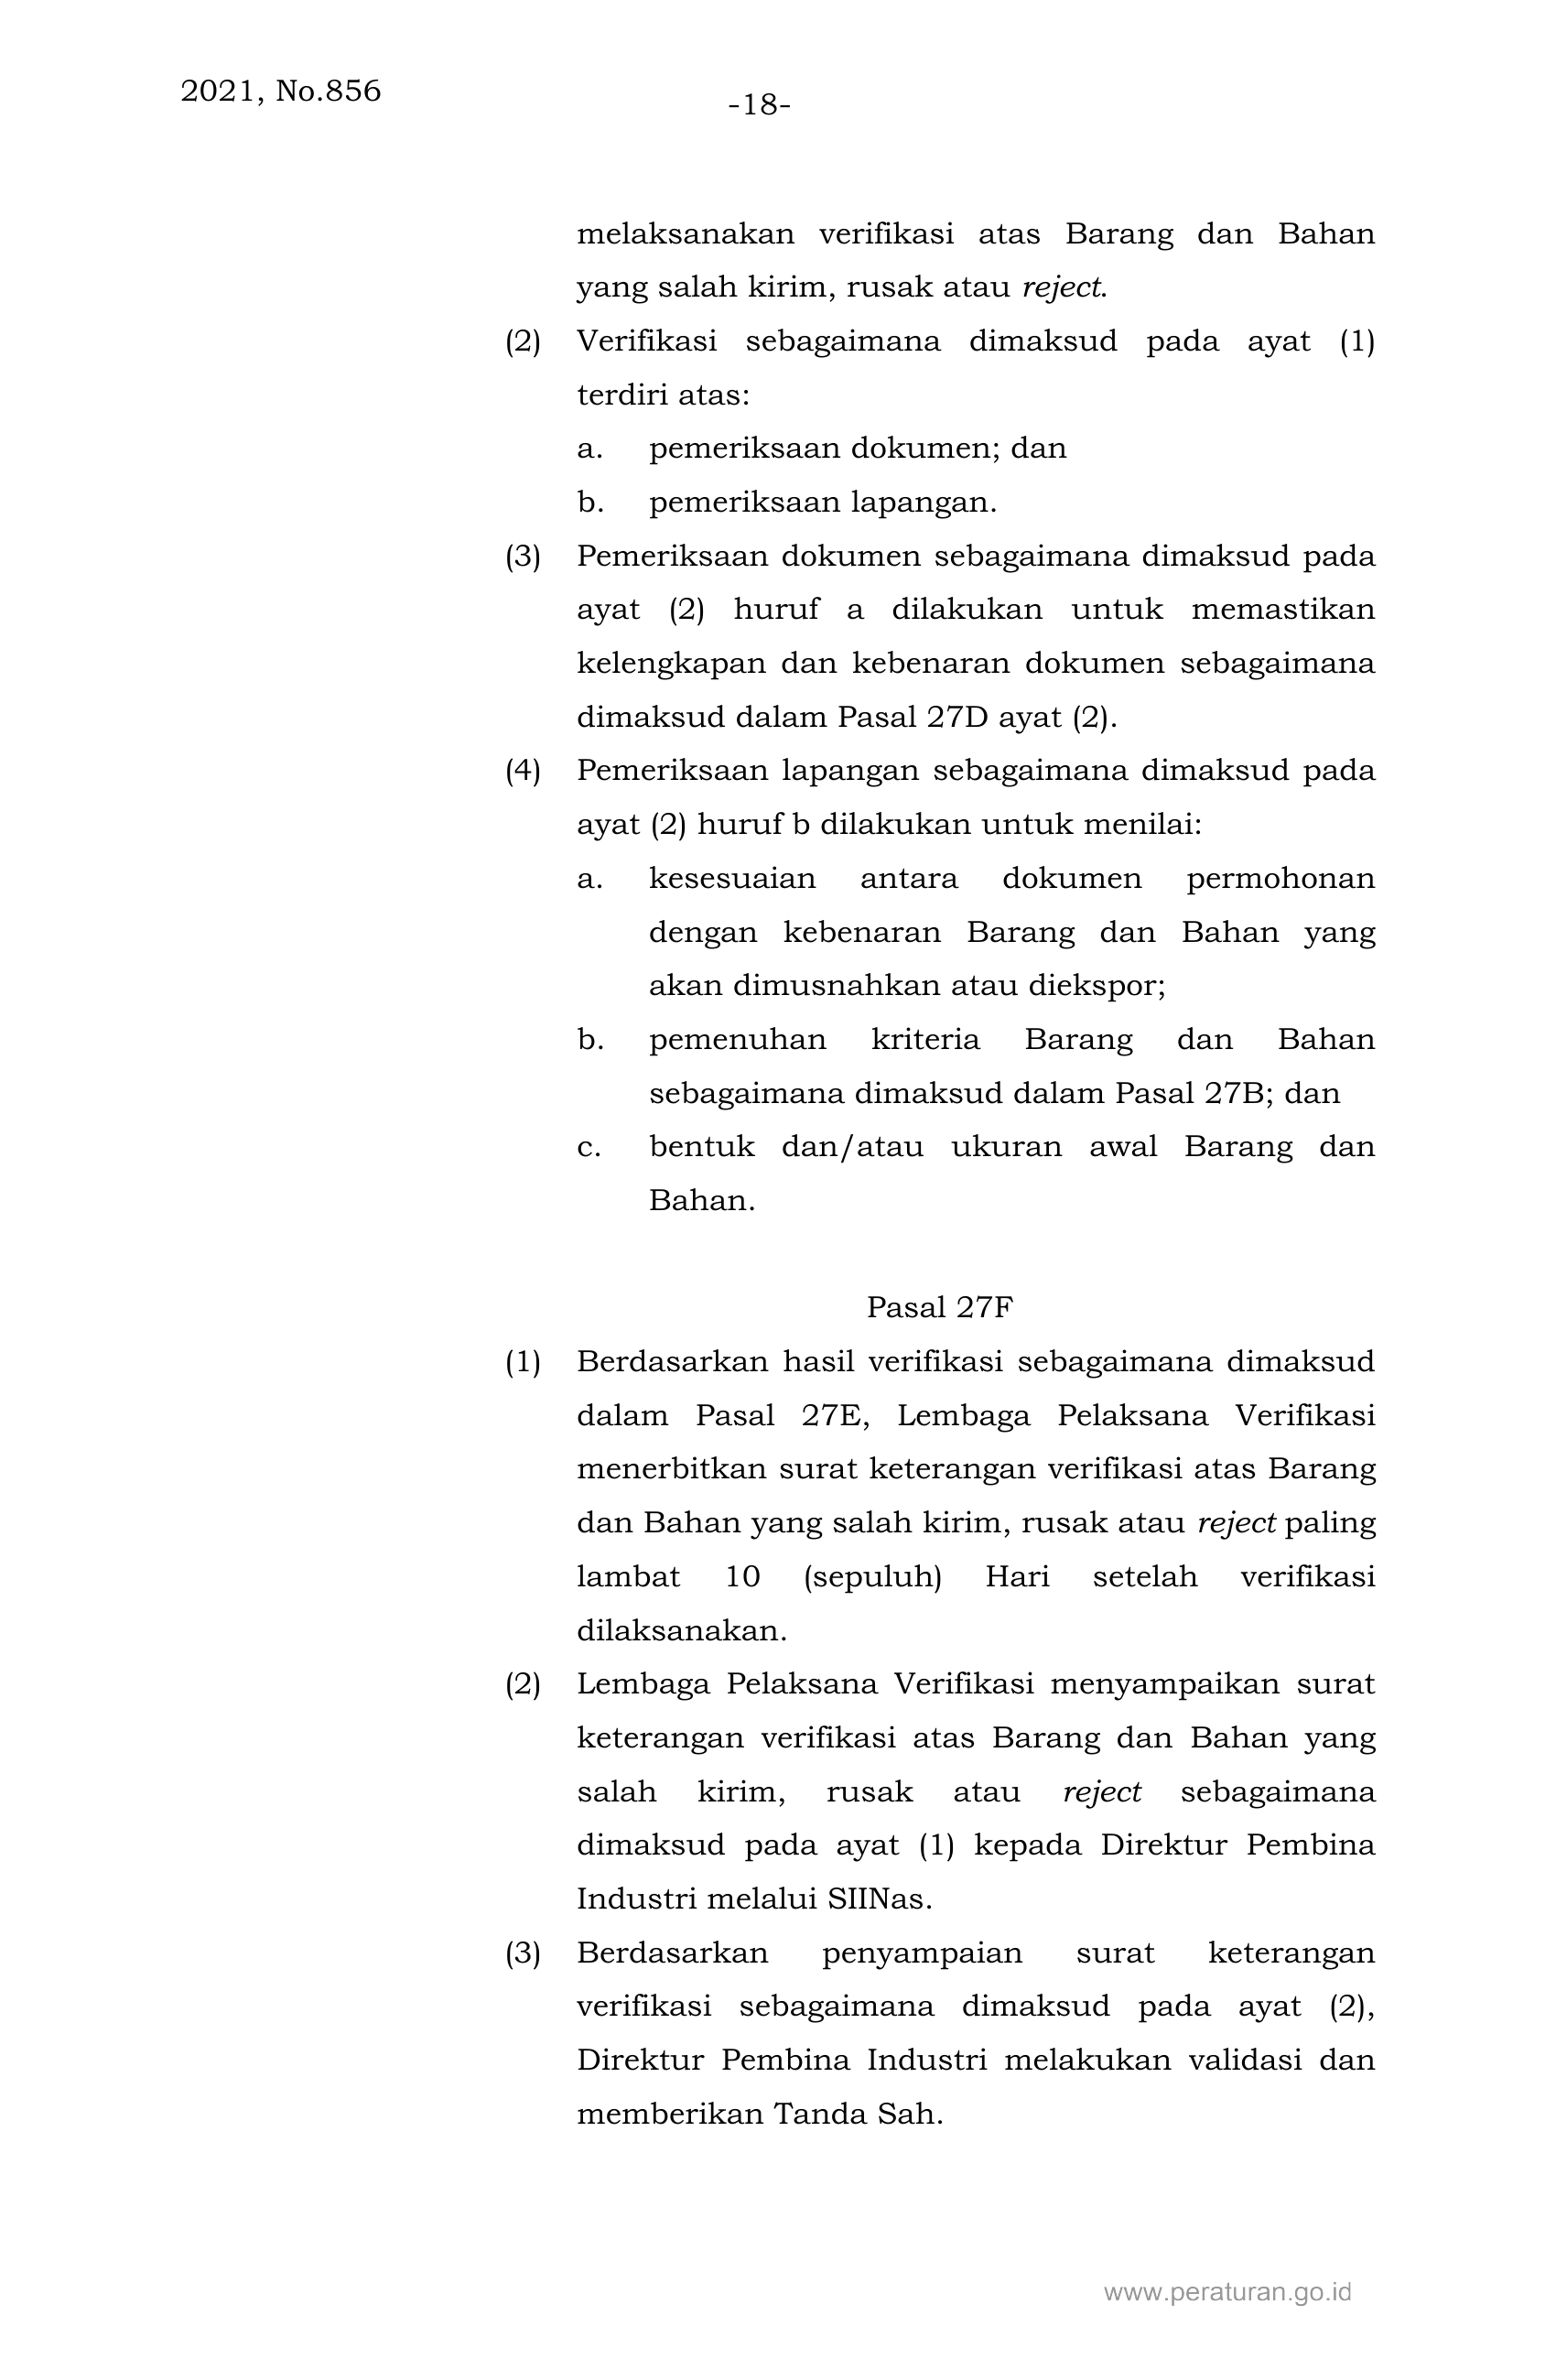 2021, No.856
-18-
melaksanakan verifikasi atas Barang dan Bahan
yang salah kirim, rusak atau reject.
(2) Verifikasi sebagaimana dimaksud pada ayat (1)
terdiri atas:
a. pemeriksaan dokumen; dan
b. pemeriksaan lapangan.
(3) Pemeriksaan dokumen sebagaimana dimaksud pada
ayat (2) huruf a dilakukan untuk memastikan
kelengkapan dan kebenaran dokumen sebagaimana
dimaksud dalam Pasal 27D ayat (2).
(4) Pemeriksaan lapangan sebagaimana dimaksud pada
ayat (2) huruf b dilakukan untuk menilai:
a. kesesuaian antara dokumen permohonan
dengan kebenaran Barang dan Bahan yang
akan dimusnahkan atau diekspor;
b. pemenuhan kriteria Barang dan Bahan
sebagaimana dimaksud dalam Pasal 27B; dan
c. bentuk dan/atau ukuran awal Barang dan
Bahan.
Pasal 27F
(1) Berdasarkan hasil verifikasi sebagaimana dimaksud
dalam Pasal 27E, Lembaga Pelaksana Verifikasi
menerbitkan surat keterangan verifikasi atas Barang
dan Bahan yang salah kirim, rusak atau reject paling
lambat 10 (sepuluh) Hari setelah verifikasi
dilaksanakan.
(2) Lembaga Pelaksana Verifikasi menyampaikan surat
keterangan verifikasi atas Barang dan Bahan yang
salah kirim, rusak atau reject sebagaimana
dimaksud pada ayat (1) kepada Direktur Pembina
Industri melalui SIINas.
(3) Berdasarkan penyampaian surat keterangan
verifikasi sebagaimana dimaksud pada ayat (2),
Direktur Pembina Industri melakukan validasi dan
memberikan Tanda Sah.
www.peraturan.go.id